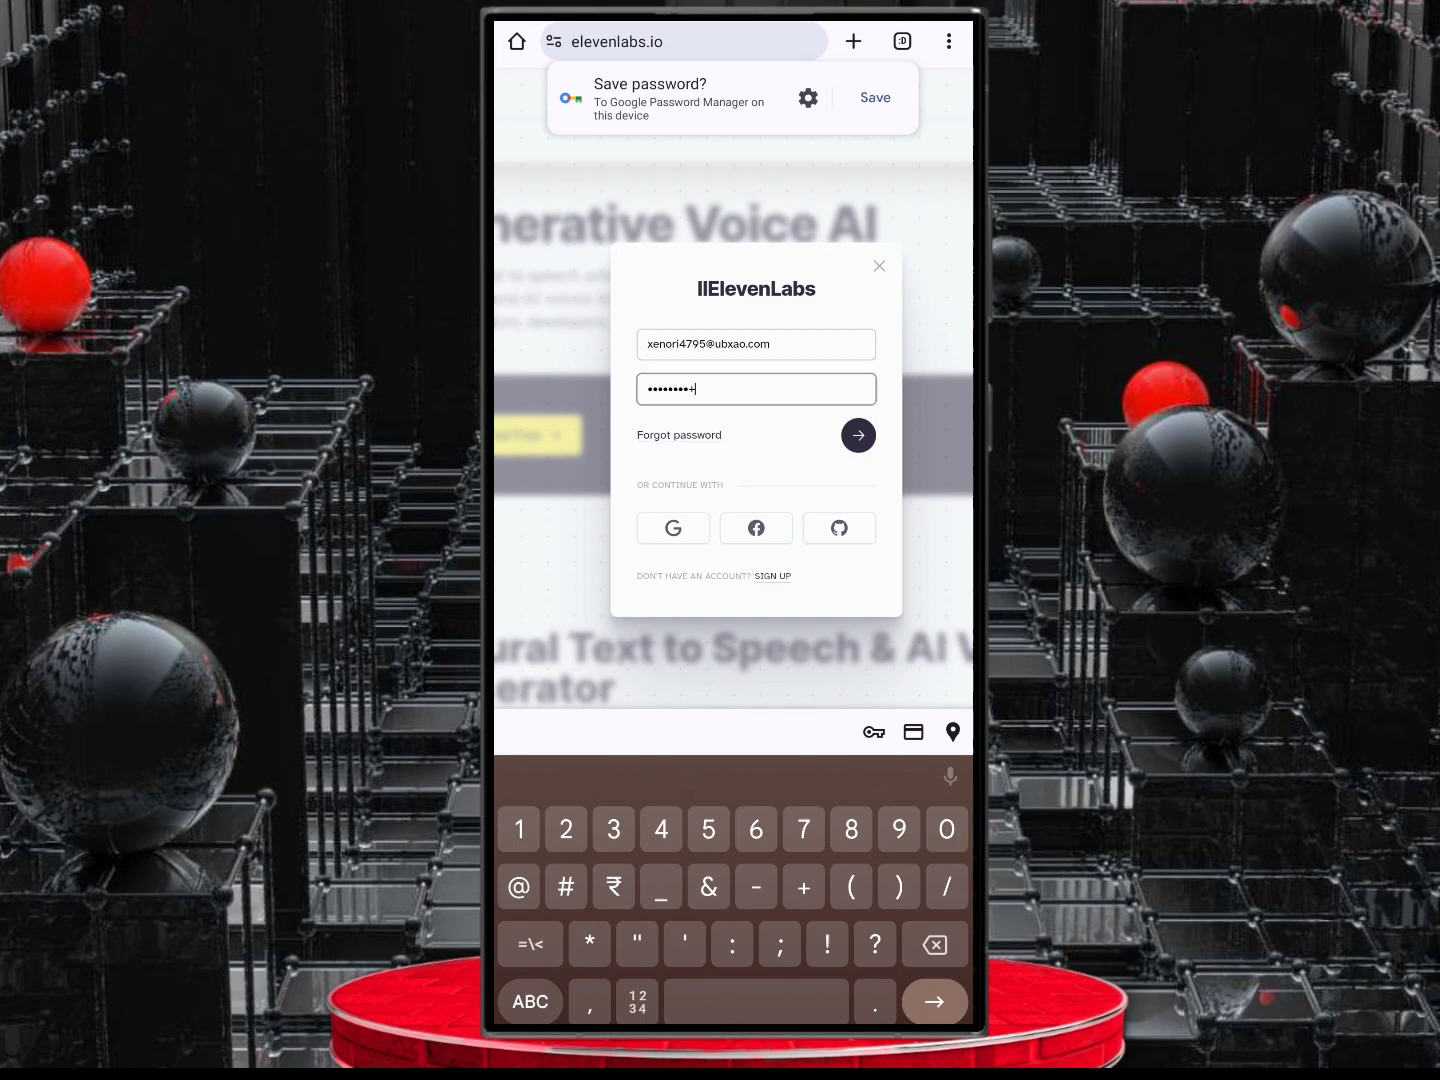 elevenlabs.io
:D
Save password?
To Google Password Manager on
this device
Save
nerative Voice AI
IIElevenLabs
xenori4795@ubxao.com
••••••••+
Forgot password
OR CONTINUE WITH
DON'T HAVE AN ACCOUNT? SIGN UP
ural Text to Speech & AI V
erator
1 2 3 4 5 6 7 8 9 0
@ # ₹ _ & - + ( ) /
=\< * " ' : ; ! ?
ABC , 12 34 .